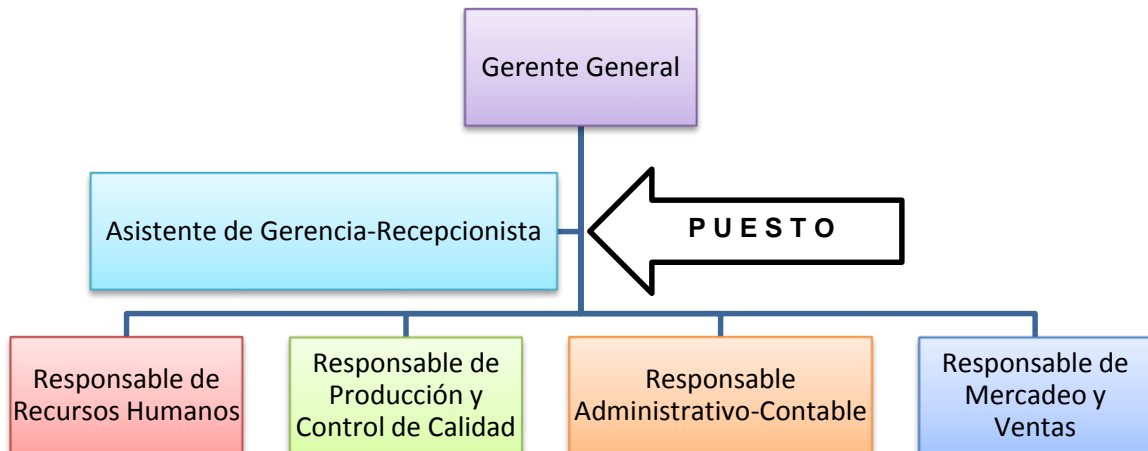 Gerente General
Asistente de Gerencia-Recepcionista
P U E S T O
Responsable de
Recursos Humanos
Responsable de
Producción y
Control de Calidad
Responsable
Administrativo-Contable
Responsable de
Mercadeo y
Ventas